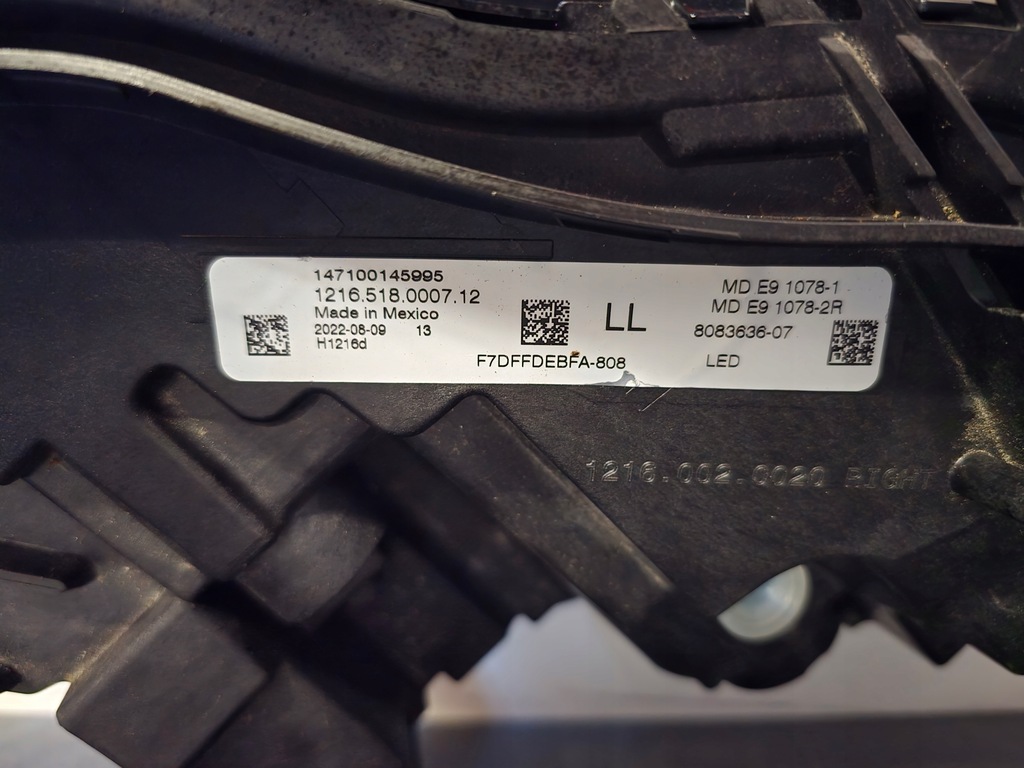 147100145995
1216.518.0007.12
Made in Mexico
2022-08-09 13
H1216d
F7DFFDEBFA-808
LL
MD E9 1078-1
MD E9 1078-2R
8083636-07
LED
1216.002.0020 RIGHT